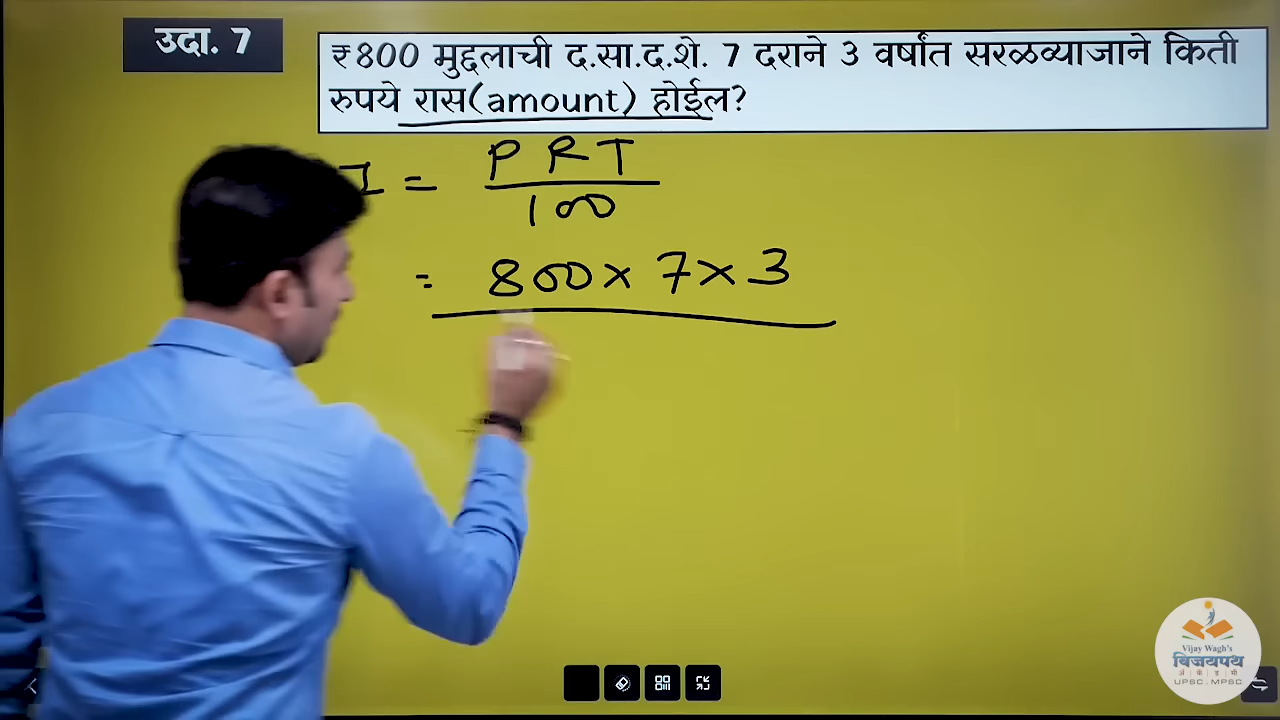 उदा. 7
₹800 मुद्दलाची द.सा.द.शे. 7 दराने 3 वर्षांत सरळव्याजाने किती
रुपये रास(amount) होईल?
I = P R T
100
= 800 x 7 x 3
Vijay Wagh's
विजयपथ
अॅकॅडमी
UPSC . MPSC